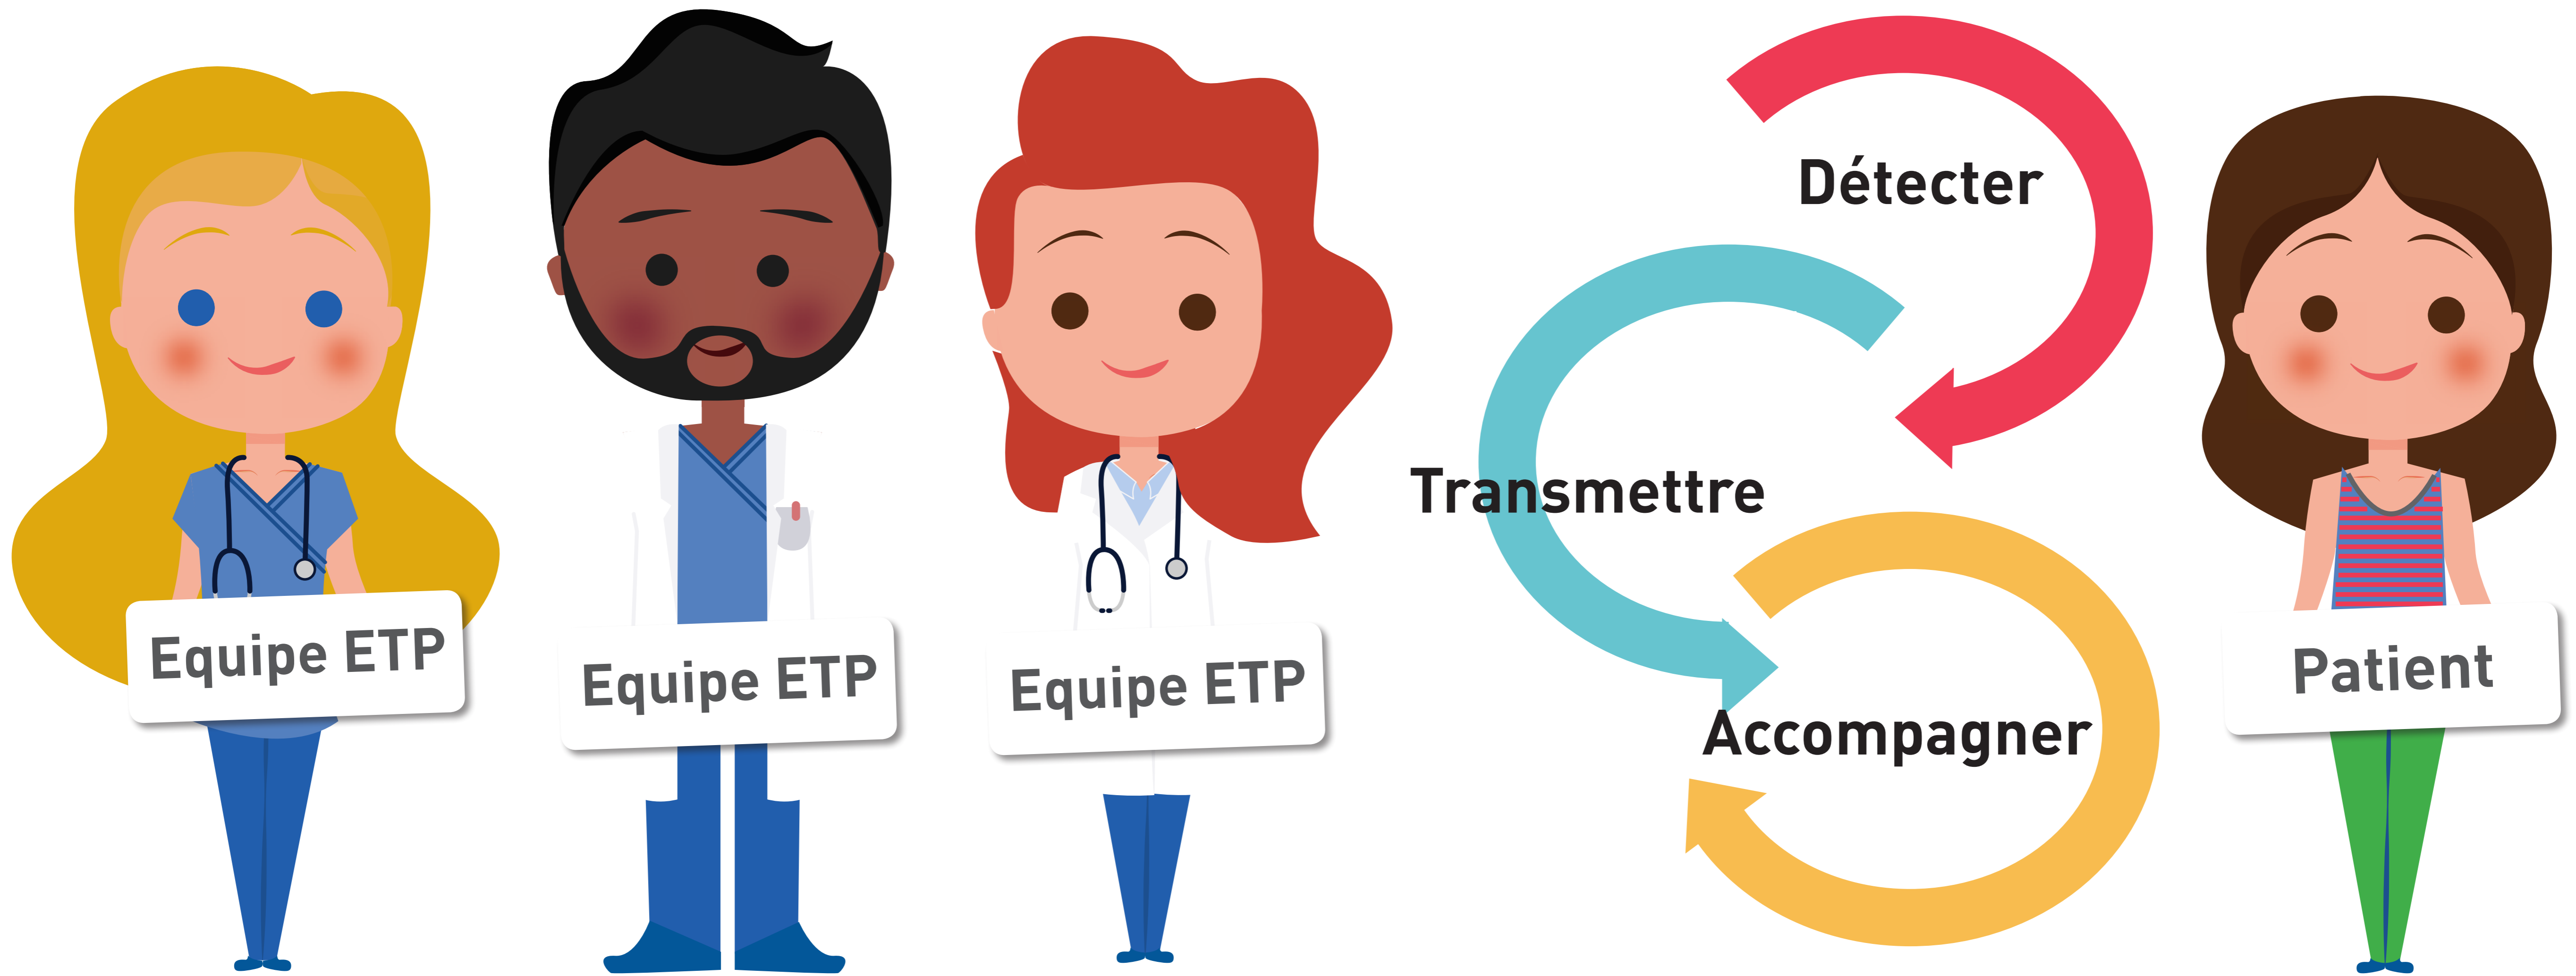 Equipe ETP
Equipe ETP
Equipe ETP
Détecter
Transmettre
Accompagner
Patient